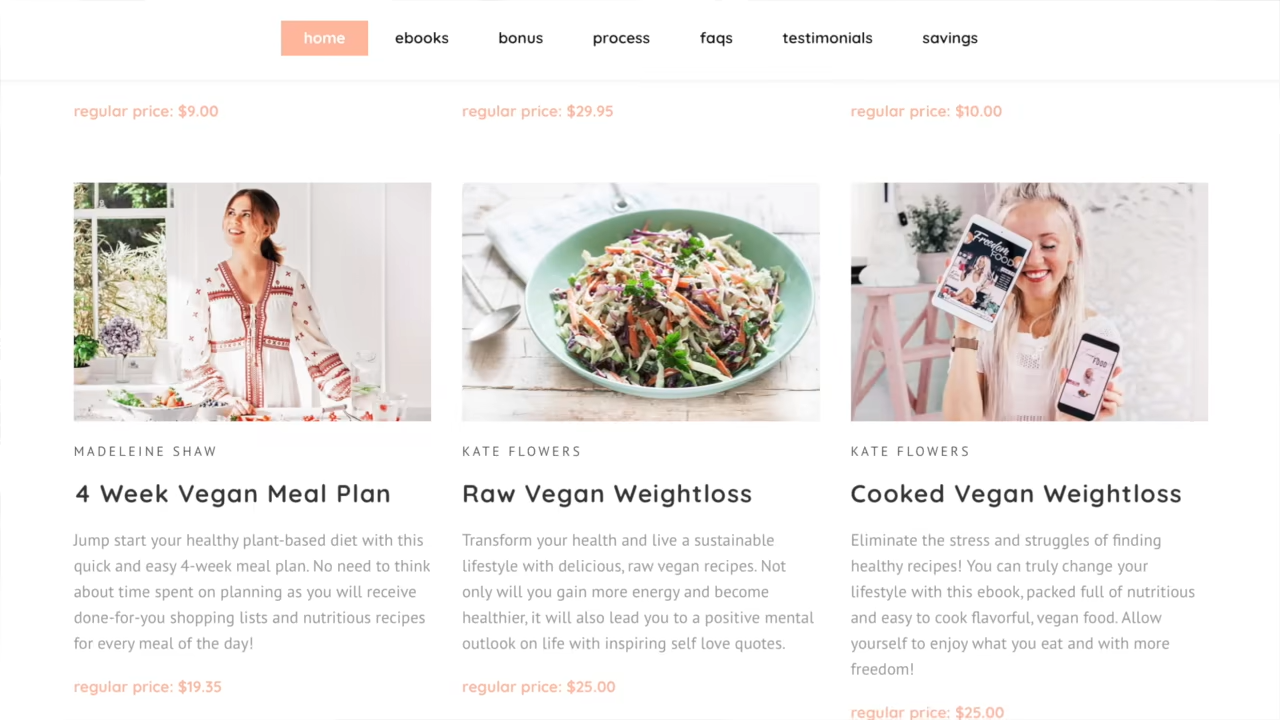 home ebooks bonus process faqs testimonials savings
regular price: $9.00
regular price: $29.95
regular price: $10.00
Freedom
FOOD
FOOD
MADELEINE SHAW
4 Week Vegan Meal Plan
Jump start your healthy plant-based diet with this
quick and easy 4-week meal plan. No need to think
about time spent on planning as you will receive
done-for-you shopping lists and nutritious recipes
for every meal of the day!
regular price: $19.35
KATE FLOWERS
Raw Vegan Weightloss
Transform your health and live a sustainable
lifestyle with delicious, raw vegan recipes. Not
only will you gain more energy and become
healthier, it will also lead you to a positive mental
outlook on life with inspiring self love quotes.
regular price: $25.00
KATE FLOWERS
Cooked Vegan Weightloss
Eliminate the stress and struggles of finding
healthy recipes! You can truly change your
lifestyle with this ebook, packed full of nutritious
and easy to cook flavorful, vegan food. Allow
yourself to enjoy what you eat and with more
freedom!
regular price: $25.00